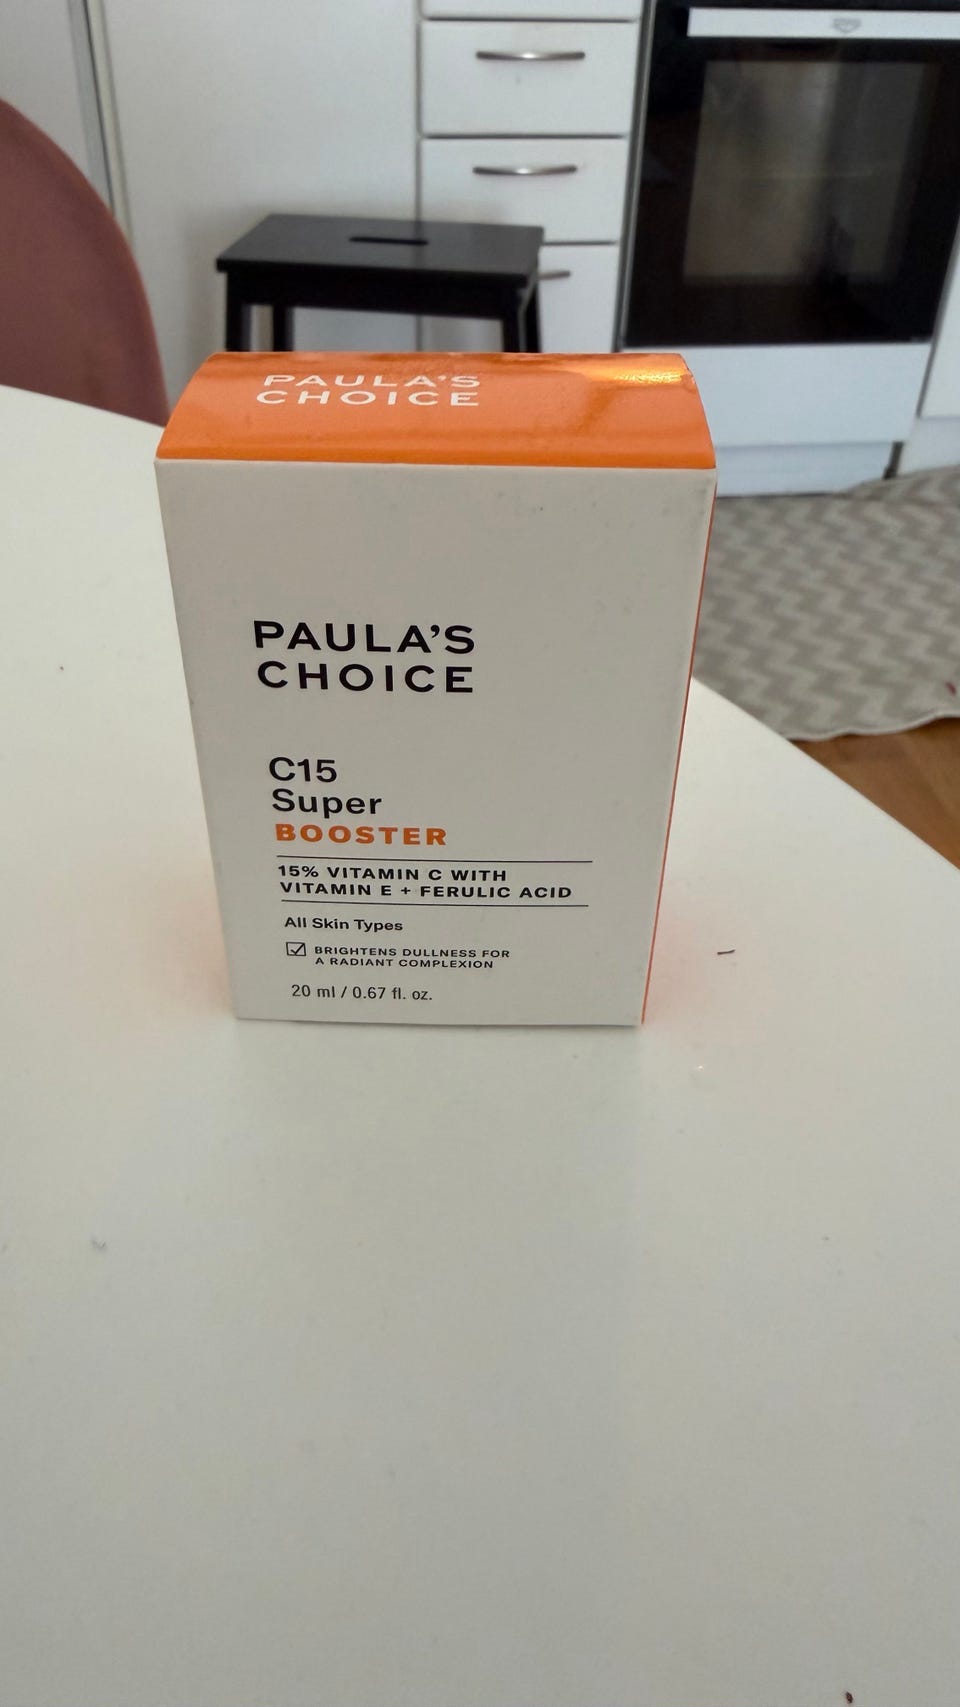 PAULA'S
CHOICE
PAULA'S
CHOICE
C15
Super
BOOSTER
15% VITAMIN C WITH
VITAMIN E + FERULIC ACID
All Skin Types
BRIGHTENS DULLNESS FOR
A RADIANT COMPLEXION
20 ml / 0.67 fl. oz.